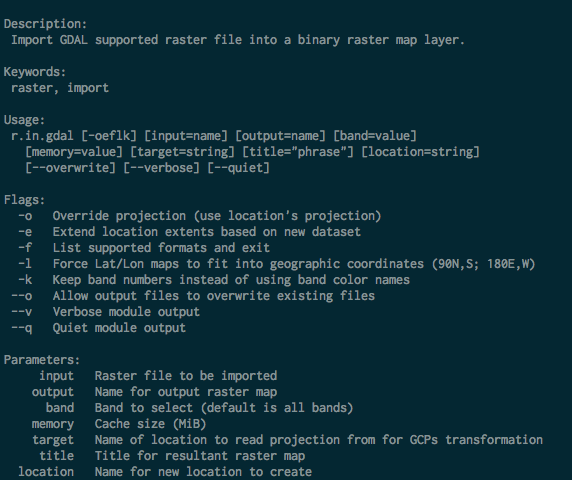 Description:
Import GDAL supported raster file into a binary raster map layer.
Keywords:
raster, import
Usage:
r.in.gdal [-oeflk] [input=name] [output=name] [band=value]
[memory=value] [target=string] [title="phrase"] [location=string]
[--overwrite] [--verbose] [--quiet]
Flags:
-o Override projection (use location's projection)
-e Extend location extents based on new dataset
-f List supported formats and exit
-l Force Lat/Lon maps to fit into geographic coordinates (90N,S; 180E,W)
-k Keep band numbers instead of using band color names
--o Allow output files to overwrite existing files
--v Verbose module output
--q Quiet module output
Parameters:
input Raster file to be imported
output Name for output raster map
band Band to select (default is all bands)
memory Cache size (MiB)
target Name of location to read projection from for GCPs transformation
title Title for resultant raster map
location Name for new location to create